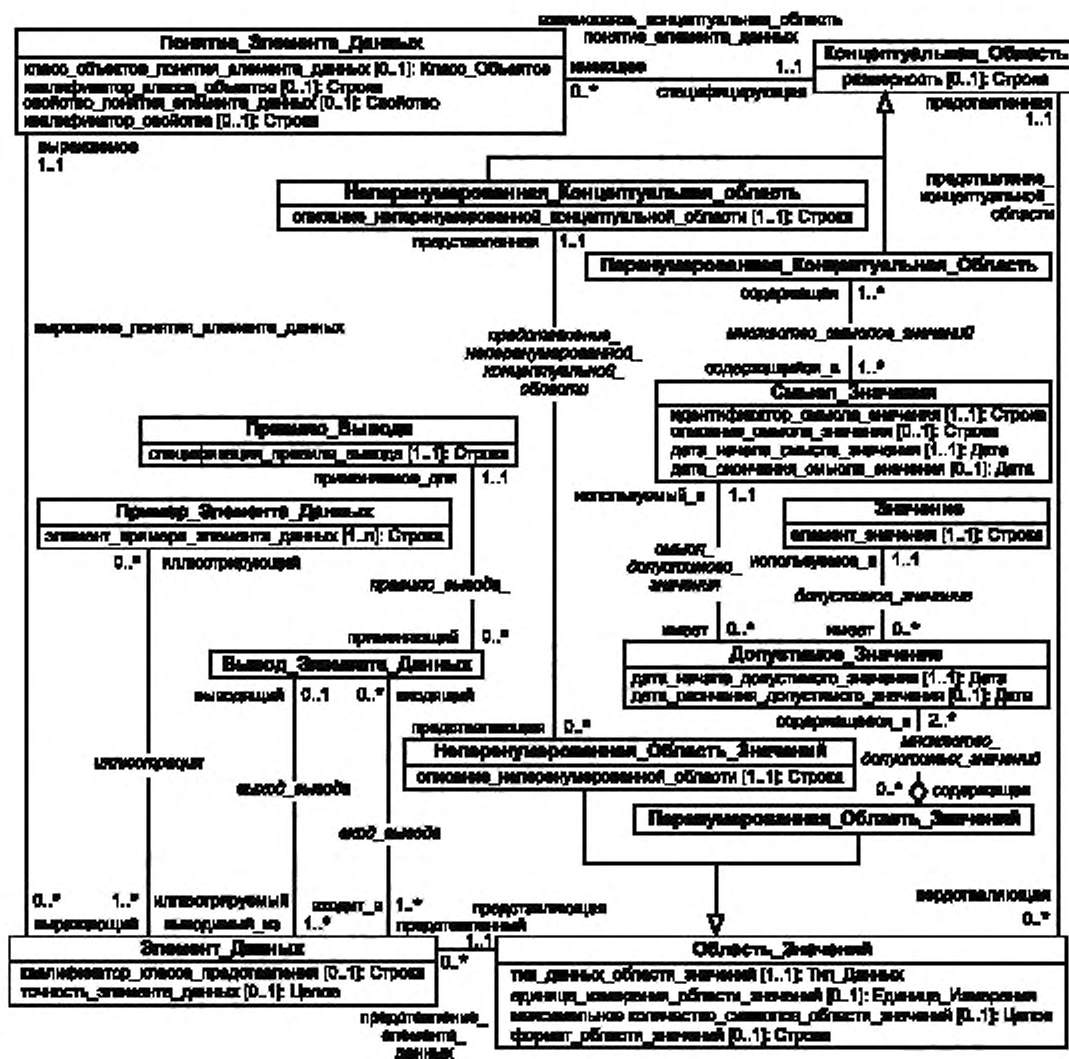 понятие_элемента_данных
Понятие_Элемента_Данных
Концептуальная_Область
класс_объектов_понятия_элемента_данных [0..1]: Класс_Объектов
квалификатор_класса_объектов [0..1]: Строка
свойство_понятия_элемента_данных [0..1]: Свойство
квалификатор_свойства [0..1]: Строка
имеющее
1..1
0..*
специфицирующая
размерность [0..1]: Строка
представленная
1..1
выражаемое
1..1
представление_
концептуальной_
области
Неперенумерованная_Концептуальная_область
описание_неперенумерованной_концептуальной_области [1..1]: Строка
представленная
1..1
Перенумерованная_Концептуальная_Область
содержащая
1..*
выражение_понятия_элемента_данных
представление_
неперенумерованной_
концептуальной_
области
множество_смыслов_значений
содержащийся_в
1..*
Смысл_Значения
идентификатор_смысла_значения [1..1]: Строка
описание_смысла_значения [0..1]: Строка
дата_начала_смысла_значения [1..1]: Дата
дата_окончания_смысла_значения [0..1]: Дата
Правило_Вывода
спецификация_правила_вывода [1..1]: Строка
применяемое_для
1..1
используемый_в
1..1
Пример_Элемента_Данных
элемент_примера_элемента_данных [1..n]: Строка
0..*
иллюстрирующий
Значение
элемент_значения [1..1]: Строка
используемое_в
1..1
смысл_
допустимого_
значения
правило_вывода_
допустимое_значение
применяющий
0..*
имеет
0..*
имеет
0..*
Вывод_Элемента_Данных
выводящий
0..1
0..*
входящий
Допустимое_Значение
дата_начала_допустимого_значения [1..1]: Дата
дата_окончания_допустимого_значения [0..1]: Дата
содержащееся_в
2..*
представляющая
0..*
множество_
допустимых_значений
Неперенумерованная_Область_Значений
описание_неперенумерованной_области [1..1]: Строка
0..*
содержащая
иллюстрация
выход_вывода
вход_вывода
Перенумерованная_Область_Значений
0..*
1..*
иллюстрируемый
входит_в
1..*
представляющая
0..*
выражающий
выводимый_из
1..*
представленный
1..1
0..*
Элемент_Данных
квалификатор_класса_представления [0..1]: Строка
точность_элемента_данных [0..1]: Целое
представление_
элемента_
данных
Область_Значений
тип_данных_области_значений [1..1]: Тип_Данных
единица_измерения_области_значений [0..1]: Единица_Измерения
максимальное количество_символов_области_значений [0..1]: Целое
формат_области_значений [0..1]: Строка